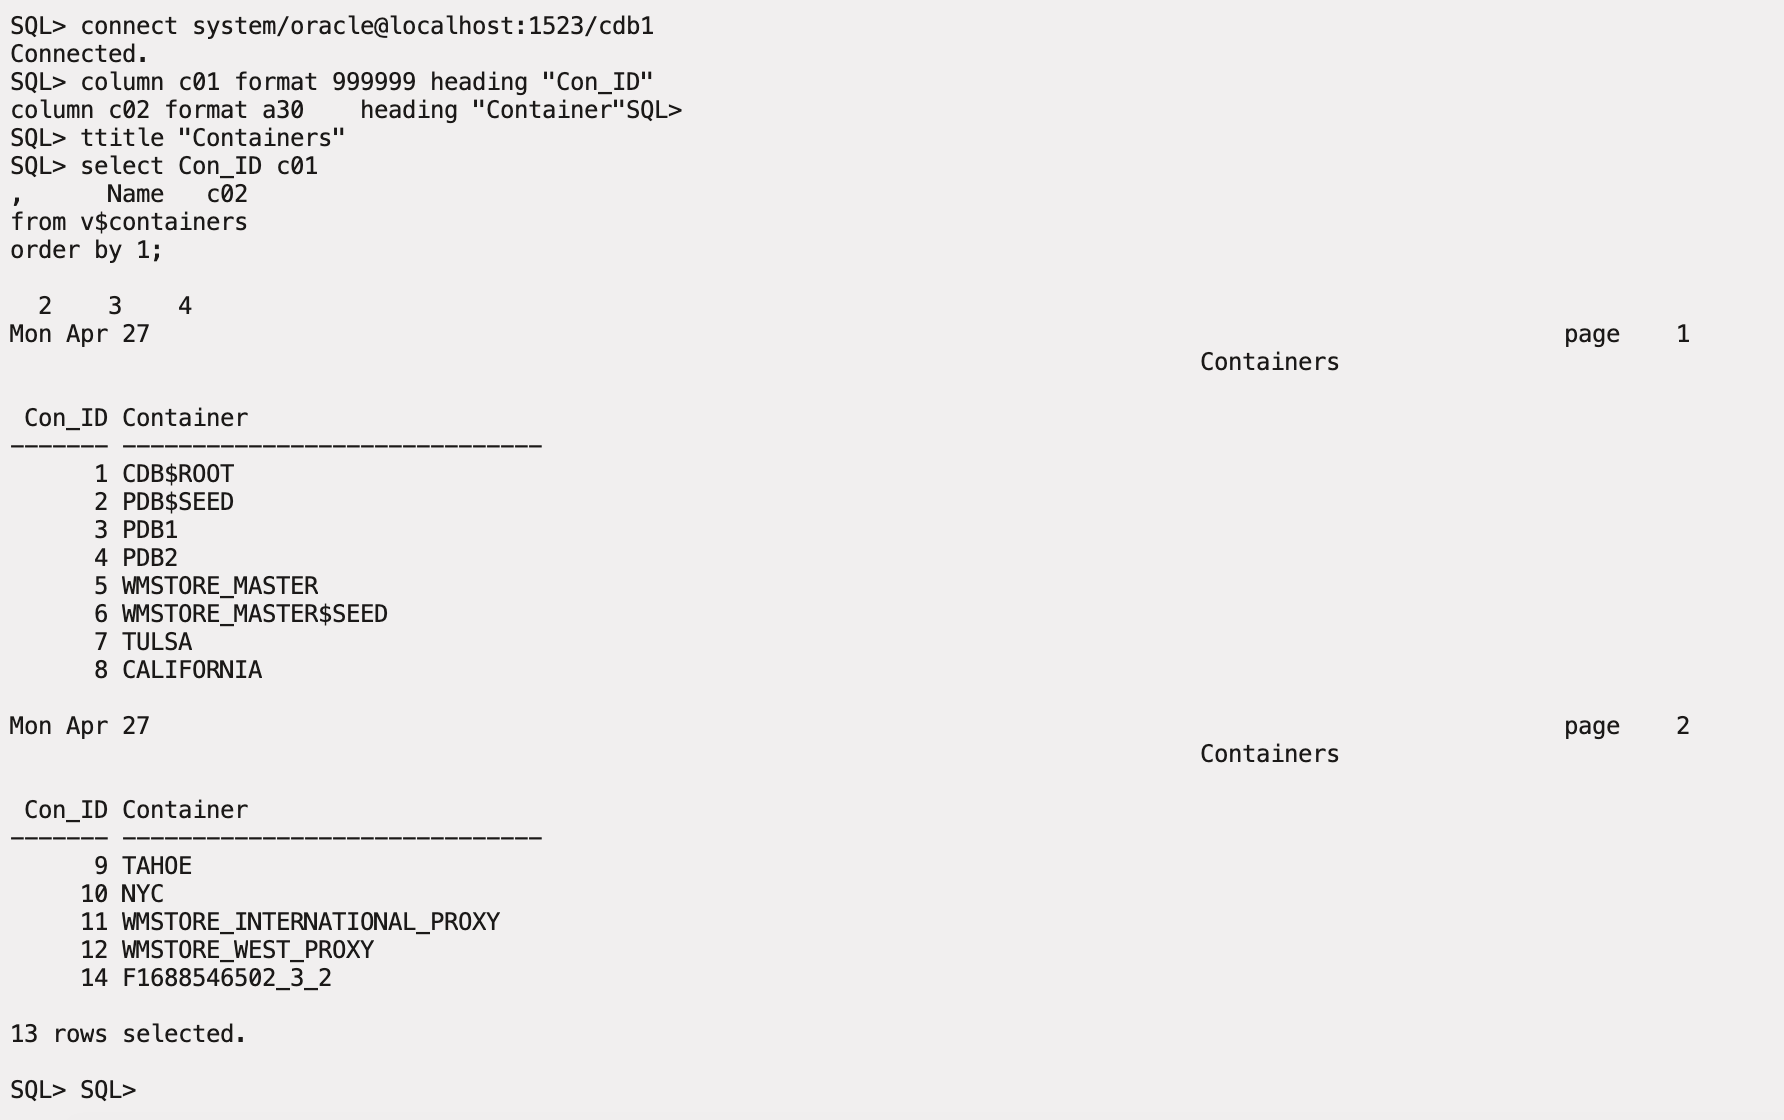 SQL> connect system/oracle@localhost:1523/cdb1
Connected.
SQL> column c01 format 999999 heading "Con_ID"
column c02 format a30    heading "Container"SQL>
SQL> ttitle "Containers"
SQL> select Con_ID c01
,      Name   c02
from v$containers
order by 1;
  2    3    4
Mon Apr 27                                                                                                     page    1
                                                                                     Containers
 Con_ID Container
------- ------------------------------
      1 CDB$ROOT
      2 PDB$SEED
      3 PDB1
      4 PDB2
      5 WMSTORE_MASTER
      6 WMSTORE_MASTER$SEED
      7 TULSA
      8 CALIFORNIA
Mon Apr 27                                                                                                     page    2
                                                                                     Containers
 Con_ID Container
------- ------------------------------
      9 TAHOE
     10 NYC
     11 WMSTORE_INTERNATIONAL_PROXY
     12 WMSTORE_WEST_PROXY
     14 F1688546502_3_2
13 rows selected.
SQL> SQL>